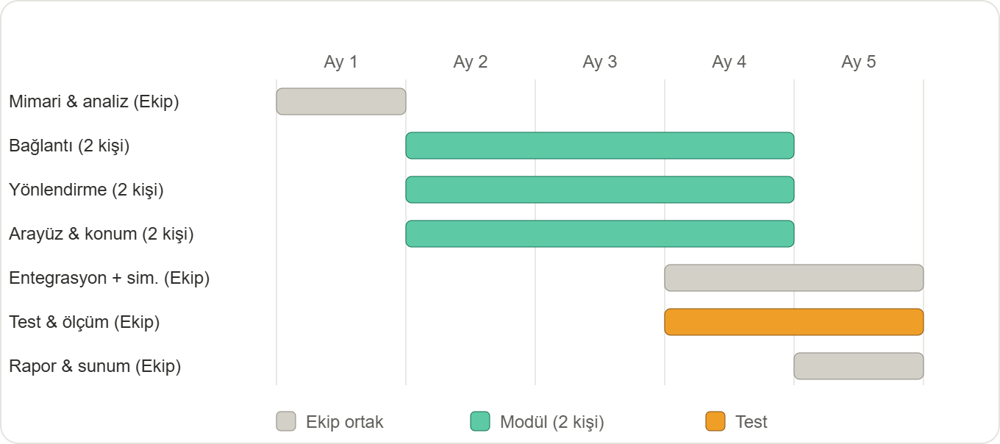 Ay 1 Ay 2 Ay 3 Ay 4 Ay 5
Mimari & analiz (Ekip)
Bağlantı (2 kişi)
Yönlendirme (2 kişi)
Arayüz & konum (2 kişi)
Entegrasyon + sim. (Ekip)
Test & ölçüm (Ekip)
Rapor & sunum (Ekip)
Ekip ortak Modül (2 kişi) Test